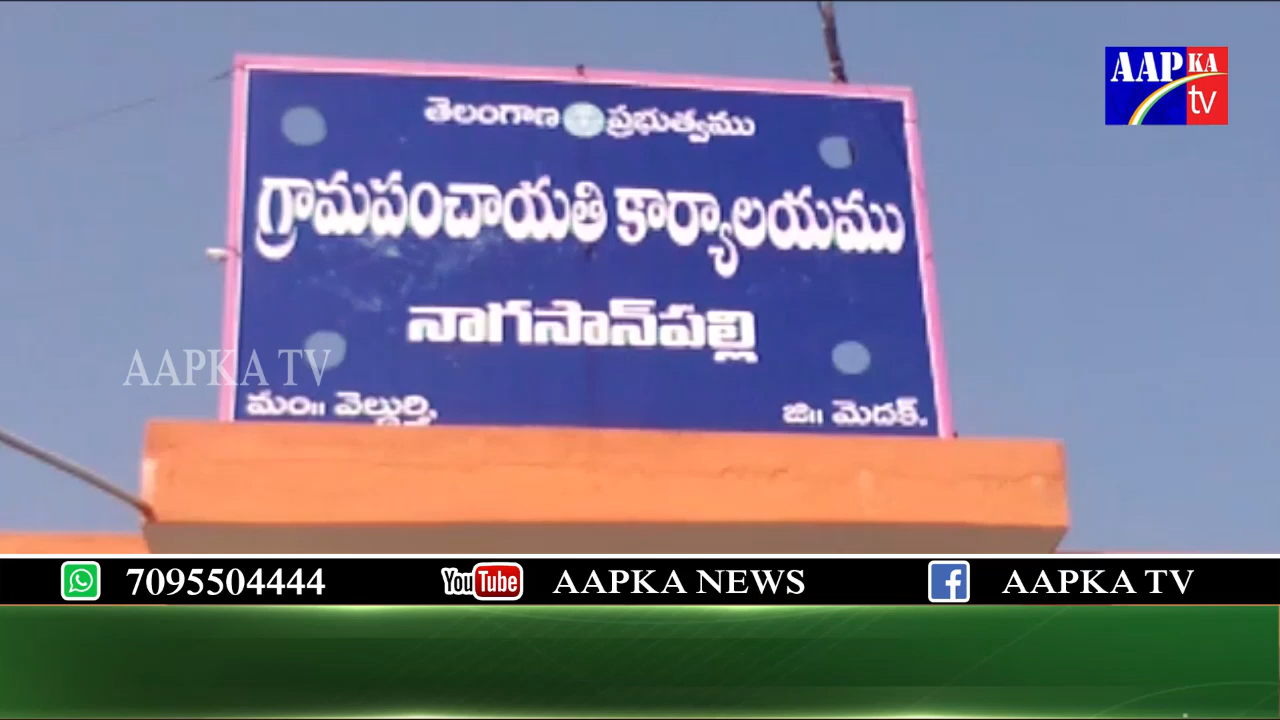 AAPKA tv
తెలంగాణ ప్రభుత్వము
గ్రామపంచాయతి కార్యాలయము
నాగసాన్‌పల్లి
AAPKA TV
మం|| వెల్దుర్తి. జి|| మెదక్.
7095504444 YouTube AAPKA NEWS AAPKA TV